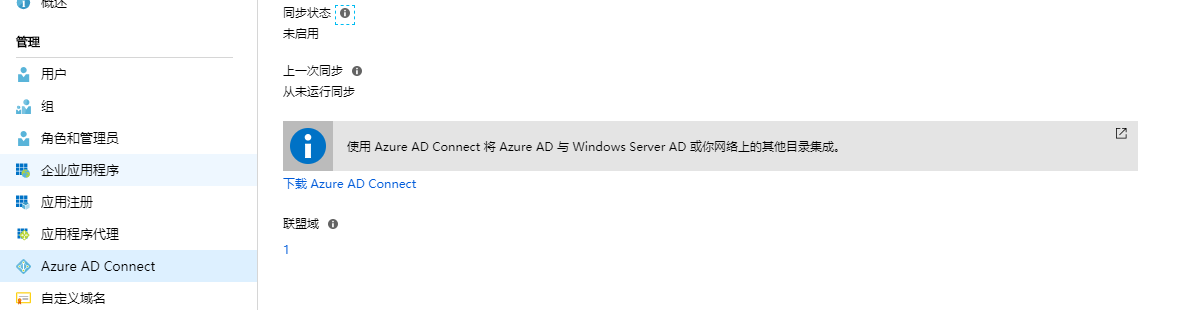 概述
管理
用户
组
角色和管理员
企业应用程序
应用注册
应用程序代理
Azure AD Connect
自定义域名
同步状态
未启用
上一次同步
从未运行同步
使用 Azure AD Connect 将 Azure AD 与 Windows Server AD 或你网络上的其他目录集成。
下载 Azure AD Connect
联盟域
1